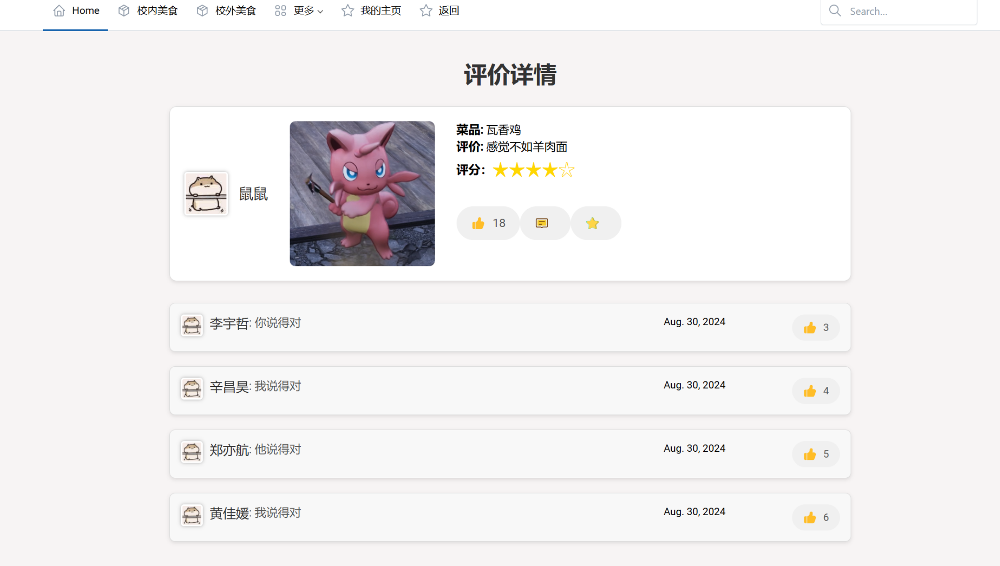 Home 校内美食 校外美食 更多 我的主页 返回 Search...
评价详情
鼠鼠
菜品: 瓦香鸡
评价: 感觉不如羊肉面
评分：
18
李宇哲: 你说得对 Aug. 30, 2024 3
辛昌昊: 我说得对 Aug. 30, 2024 4
郑亦航: 他说得对 Aug. 30, 2024 5
黄佳媛: 我说得对 Aug. 30, 2024 6